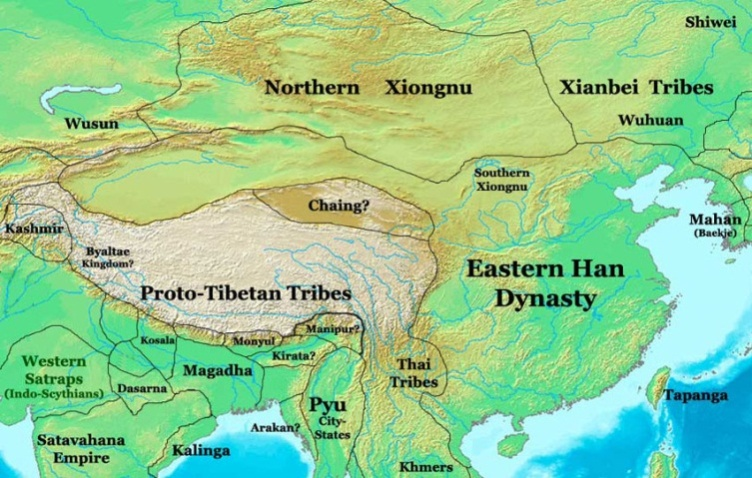 Shiwei
Northern Xiongnu
Xianbei Tribes
Wusun
Wuhuan
Southern
Xiongnu
Chaing?
Kashmir
Mahan
(Baekje)
Byaltae
Kingdom?
Eastern Han
Dynasty
Proto-Tibetan Tribes
Manipur?
Kosala
Monyul
Kirata?
Western
Satraps
(Indo-Scythians)
Magadha
Thai
Tribes
Dasarna
Tapanga
Pyu
City-
States
Arakan?
Satavahana
Empire
Kalinga
Khmers